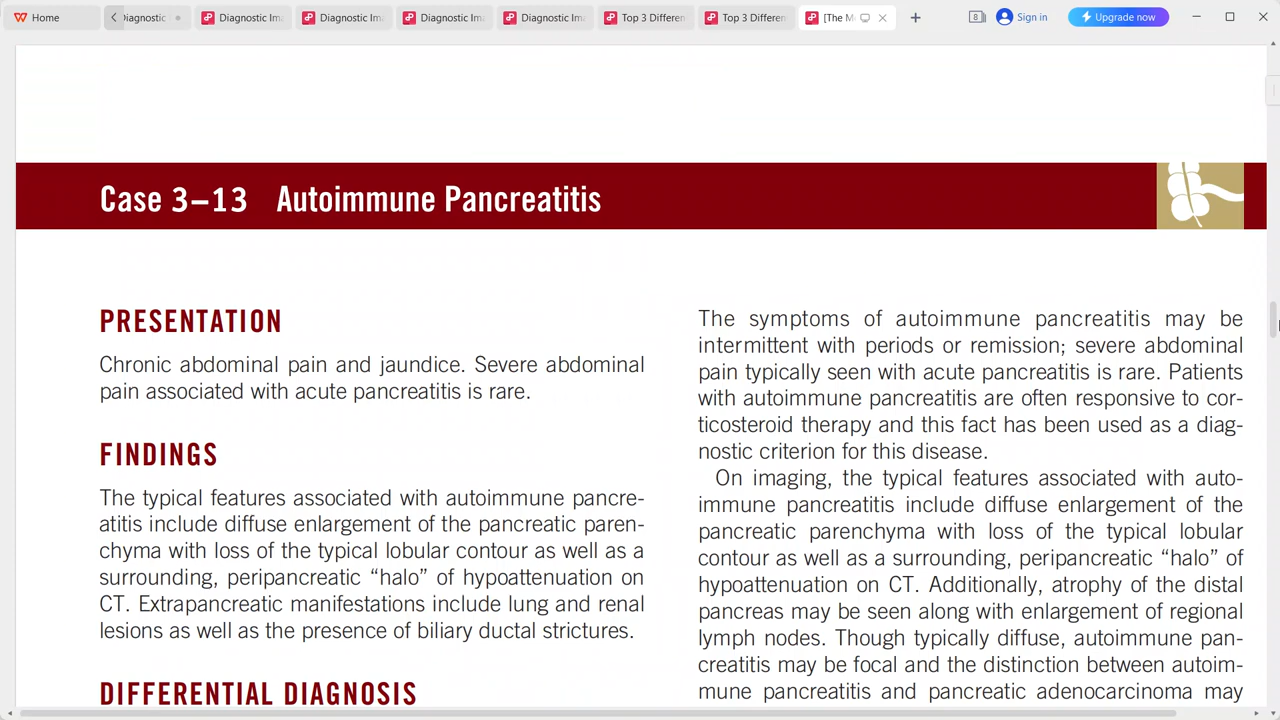 Home
Diagnostic
Diagnostic Im
Diagnostic Im
Diagnostic Im
Diagnostic Im
Top 3 Differen
Top 3 Differen
[The M
8
Sign in
Upgrade now
Case 3–13 Autoimmune Pancreatitis
PRESENTATION
Chronic abdominal pain and jaundice. Severe abdominal
pain associated with acute pancreatitis is rare.
FINDINGS
The typical features associated with autoimmune pancre-
atitis include diffuse enlargement of the pancreatic paren-
chyma with loss of the typical lobular contour as well as a
surrounding, peripancreatic “halo” of hypoattenuation on
CT. Extrapancreatic manifestations include lung and renal
lesions as well as the presence of biliary ductal strictures.
DIFFERENTIAL DIAGNOSIS
The symptoms of autoimmune pancreatitis may be
intermittent with periods or remission; severe abdominal
pain typically seen with acute pancreatitis is rare. Patients
with autoimmune pancreatitis are often responsive to cor-
ticosteroid therapy and this fact has been used as a diag-
nostic criterion for this disease.
On imaging, the typical features associated with auto-
immune pancreatitis include diffuse enlargement of the
pancreatic parenchyma with loss of the typical lobular
contour as well as a surrounding, peripancreatic “halo” of
hypoattenuation on CT. Additionally, atrophy of the distal
pancreas may be seen along with enlargement of regional
lymph nodes. Though typically diffuse, autoimmune pan-
creatitis may be focal and the distinction between autoim-
mune pancreatitis and pancreatic adenocarcinoma may